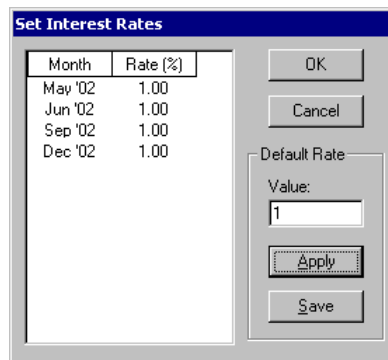 Set Interest Rates
Month Rate (%)
May '02 1.00
Jun '02 1.00
Sep '02 1.00
Dec '02 1.00
OK
Cancel
Default Rate
Value:
1
Apply
Save